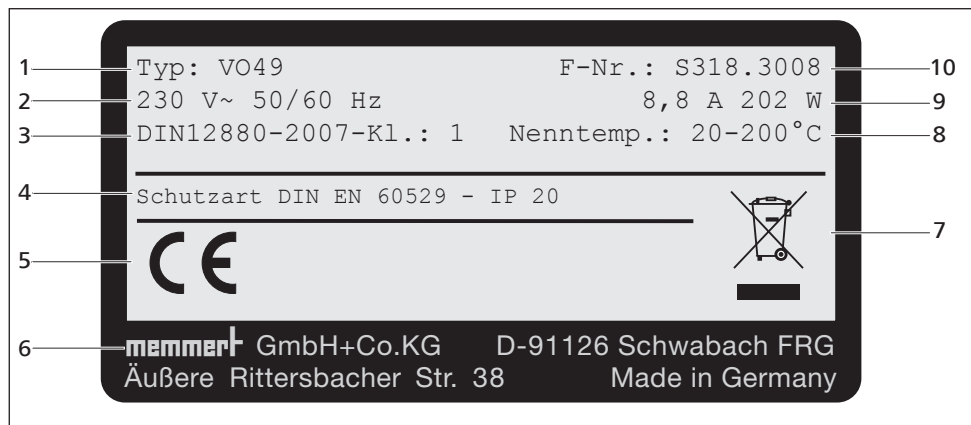 1 Typ: VO49 F-Nr.: S318.3008 10
2 230 V~ 50/60 Hz 8,8 A 202 W 9
3 DIN12880-2007-Kl.: 1 Nenntemp.: 20-200°C 8
4 Schutzart DIN EN 60529 - IP 20
7
5 CE
6 memmert GmbH+Co.KG D-91126 Schwabach FRG
Äußere Rittersbacher Str. 38 Made in Germany